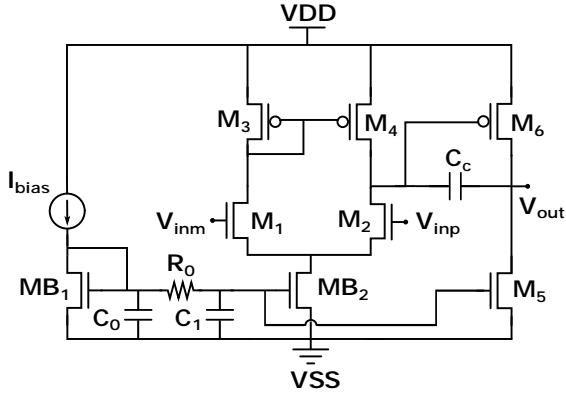 VDD
M3
M4
M6
Cc
Ibias
Vinm
M1
M2
Vinp
Vout
MB1
R0
MB2
M5
C0
C1
VSS